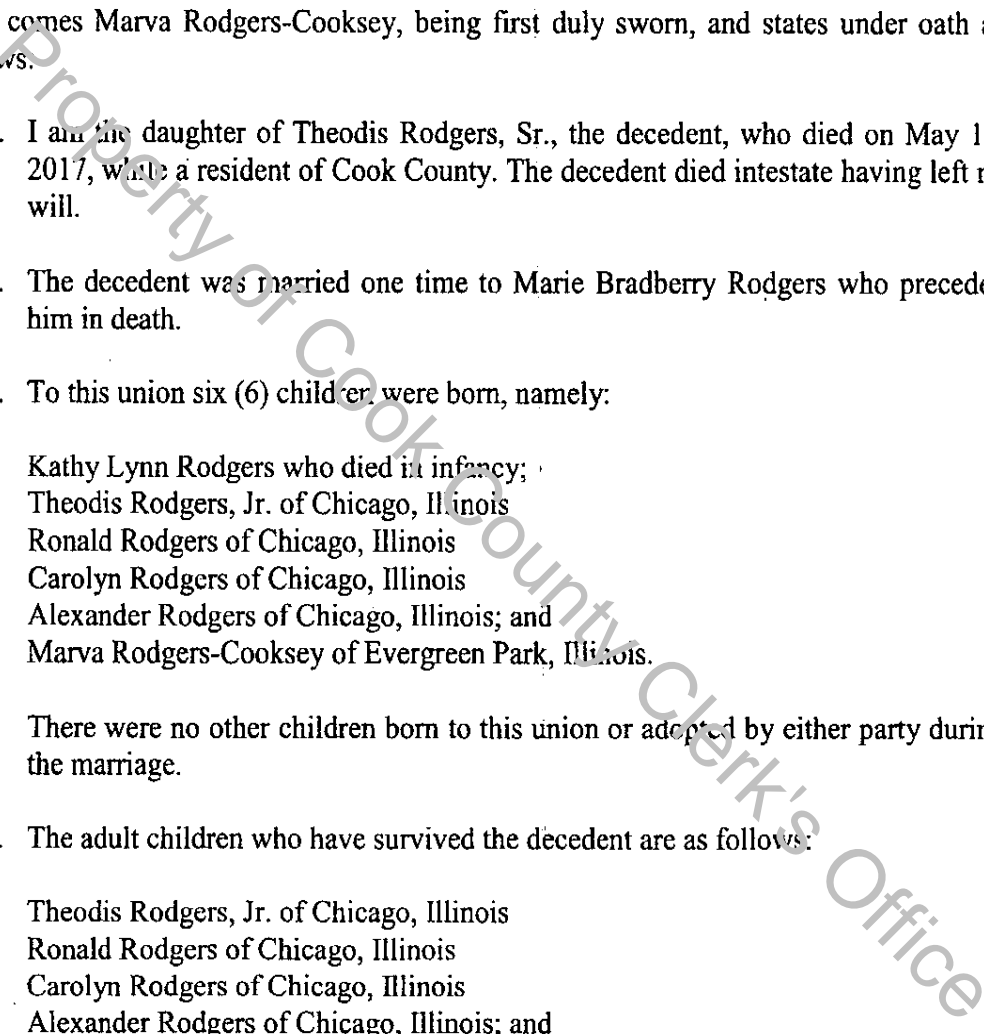 comes Marva Rodgers-Cooksey, being first duly sworn, and states under oath a
ws.
. I am the daughter of Theodis Rodgers, Sr., the decedent, who died on May 1
2017, while a resident of Cook County. The decedent died intestate having left n
will.
. The decedent was married one time to Marie Bradberry Rodgers who precede
him in death.
. To this union six (6) children were born, namely:
Kathy Lynn Rodgers who died in infancy;
Theodis Rodgers, Jr. of Chicago, Illinois
Ronald Rodgers of Chicago, Illinois
Carolyn Rodgers of Chicago, Illinois
Alexander Rodgers of Chicago, Illinois; and
Marva Rodgers-Cooksey of Evergreen Park, Illinois.
There were no other children born to this union or adopted by either party durin
the marriage.
. The adult children who have survived the decedent are as follows:
Theodis Rodgers, Jr. of Chicago, Illinois
Ronald Rodgers of Chicago, Illinois
Carolyn Rodgers of Chicago, Illinois
Alexander Rodgers of Chicago, Illinois; and
Property of Cook County Clerk's Office